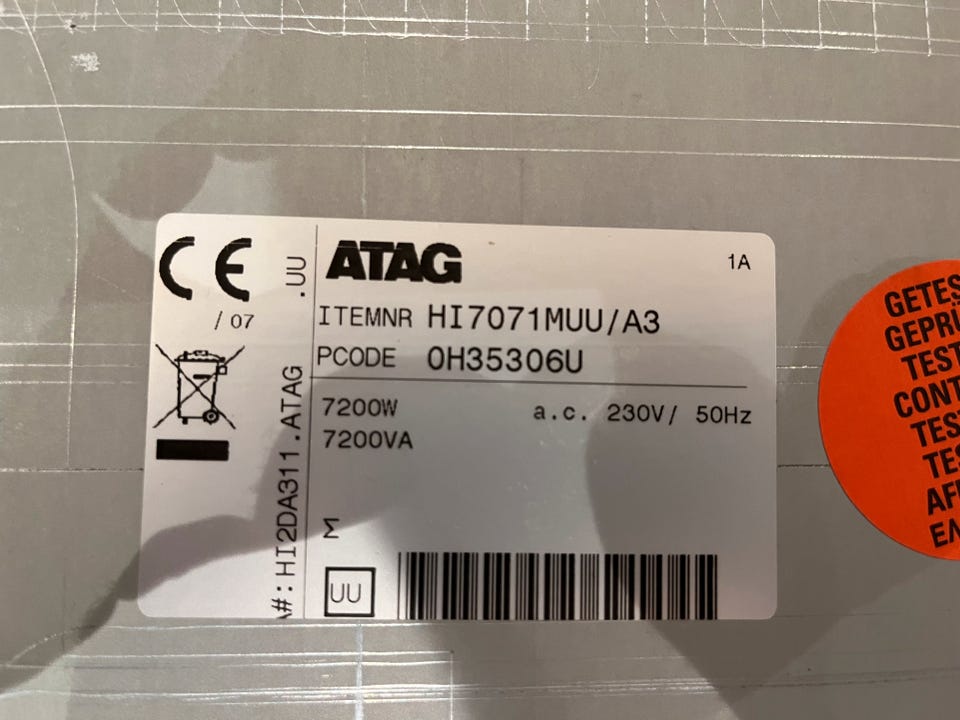 CE
/ 07
.UU
#: HI2DA311.ATAG
ATAG
1A
ITEMNR HI7071MUU/A3
PCODE 0H35306U
7200W a.c. 230V/ 50Hz
7200VA
Σ
UU
GETES
GEPRÜ
TEST
CONT
TEST
TES
AF
ΕΛ